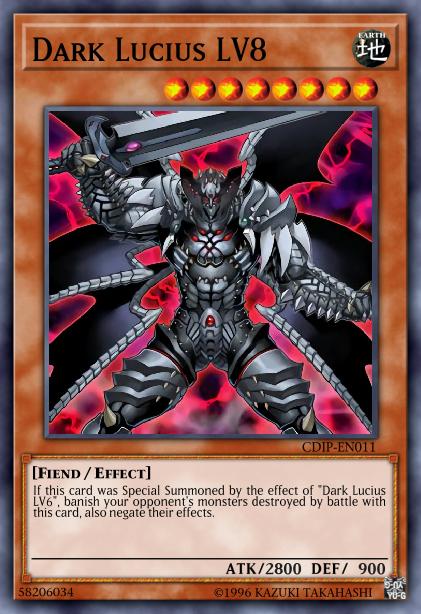 Dark Lucius LV8
EARTH
地
CDIP-EN011
[Fiend / Effect]
If this card was Special Summoned by the effect of "Dark Lucius
LV6", banish your opponent's monsters destroyed by battle with
this card, also negate their effects.
ATK/2800 DEF/ 900
58206034
©1996 KAZUKI TAKAHASHI